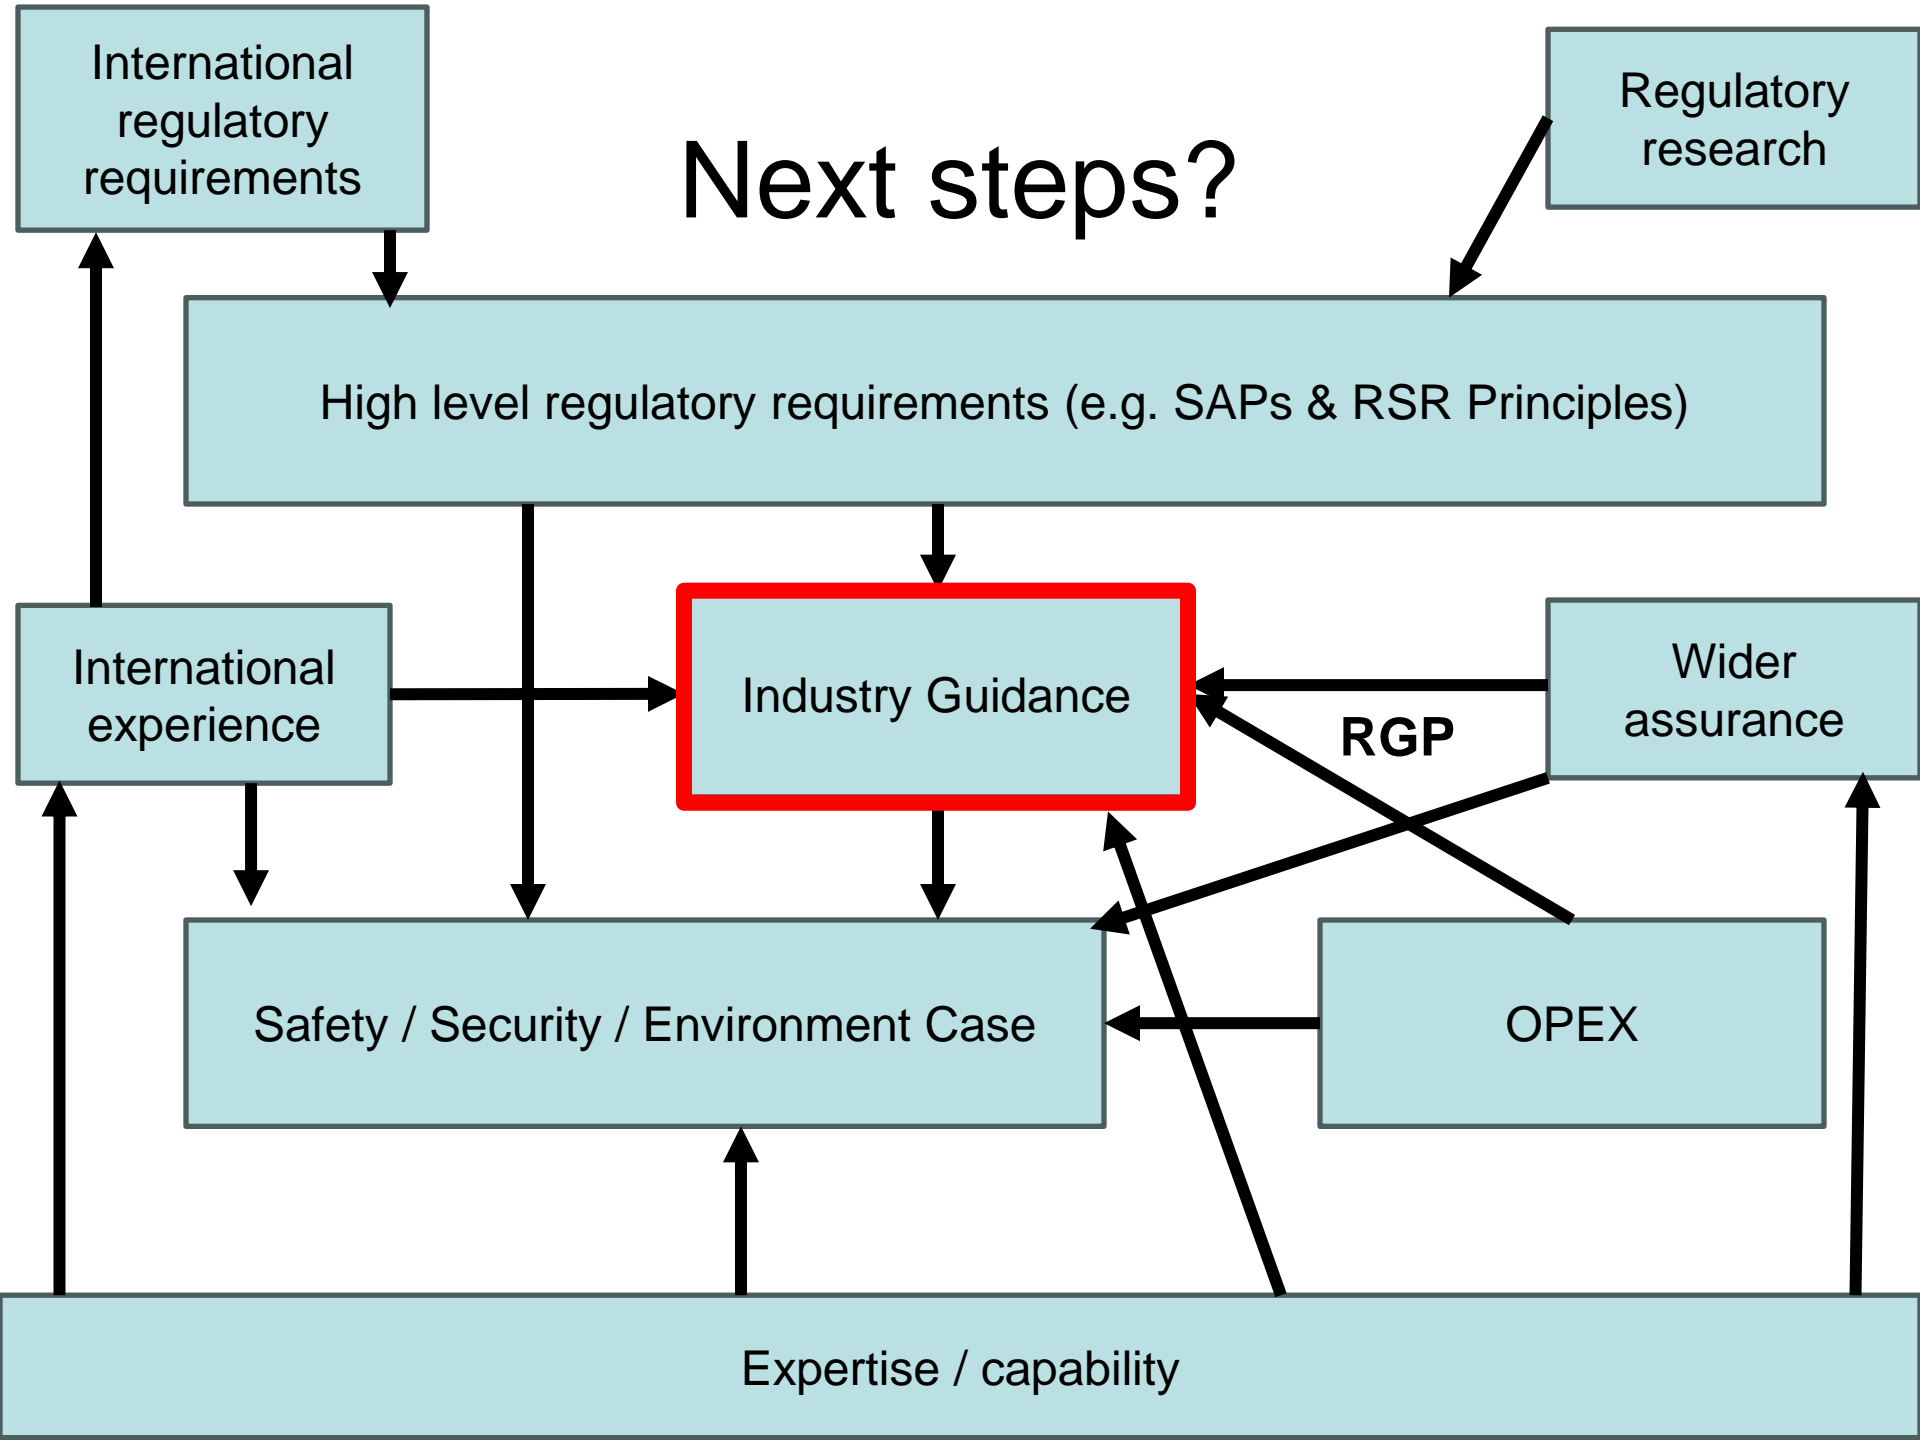 International
regulatory
requirements
Regulatory
research
Next steps?
High level regulatory requirements (e.g. SAPs & RSR Principles)
International
experience
Industry Guidance
Wider
assurance
RGP
Safety / Security / Environment Case
OPEX
Expertise / capability